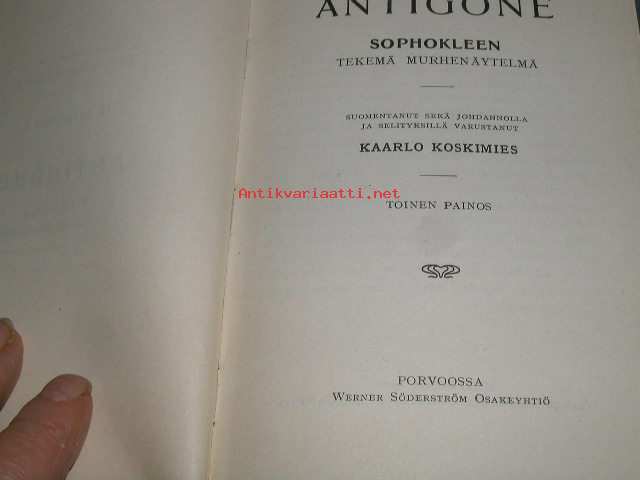 ANTIGONE
SOPHOKLEEN
TEKEMÄ MURHENÄYTELMÄ
SUOMENTANUT SEKÄ JOHDANNOLLA
JA SELITYKSILLÄ VARUSTANUT
KAARLO KOSKIMIES
Antikvariaatti.net
TOINEN PAINOS
PORVOOSSA
WERNER SÖDERSTRÖM OSAKEYHTIÖ